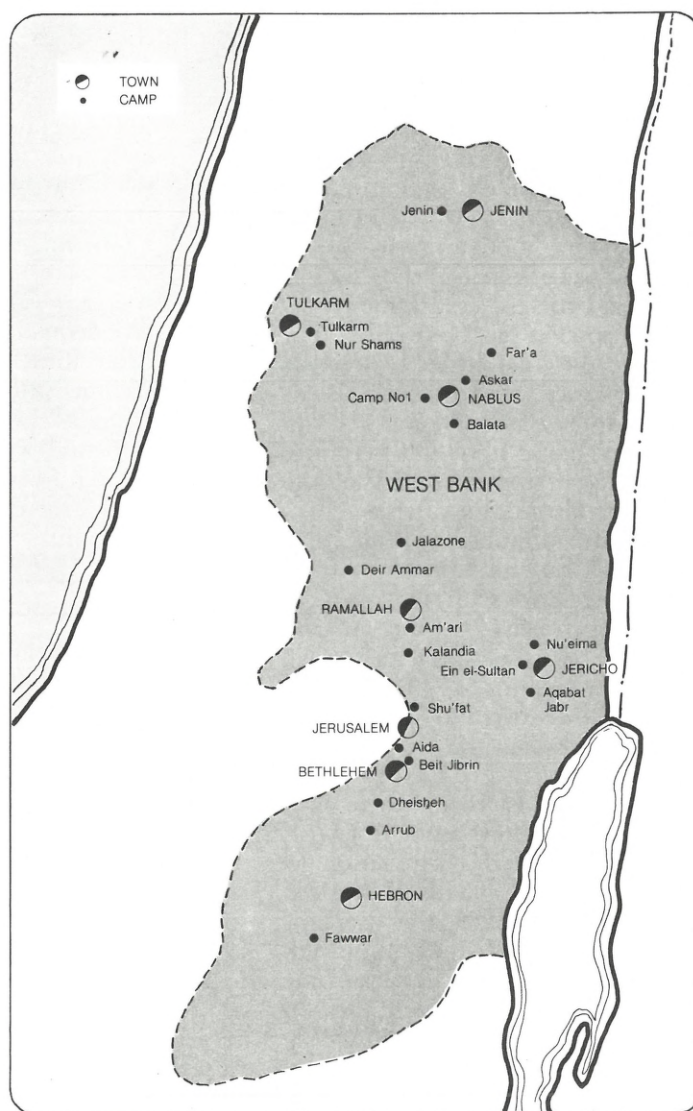 TOWN
CAMP
Jenin
JENIN
TULKARM
Tulkarm
Nur Shams
Far'a
Askar
Camp No1
NABLUS
Balata
WEST BANK
Jalazone
Deir Ammar
RAMALLAH
Am'ari
Kalandia
Nu'eima
Ein el-Sultan
JERICHO
Aqabat
Jabr
Shu'fat
JERUSALEM
Aida
Beit Jibrin
BETHLEHEM
Dheisheh
Arrub
HEBRON
Fawwar